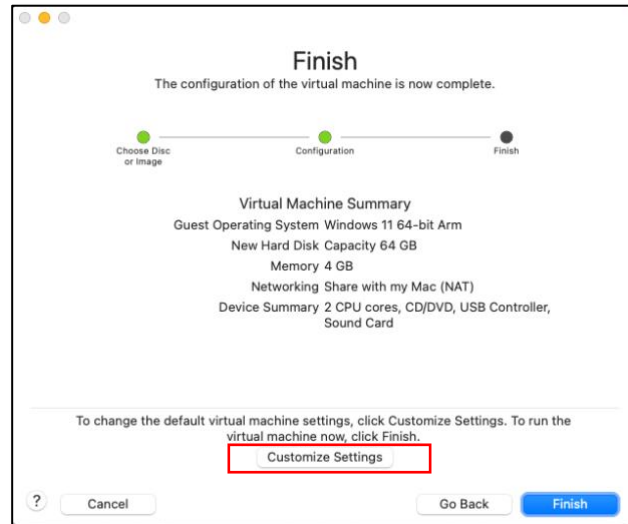 Finish
The configuration of the virtual machine is now complete.
Choose Disc
or Image
Configuration
Finish
Virtual Machine Summary
Guest Operating System Windows 11 64-bit Arm
New Hard Disk Capacity 64 GB
Memory 4 GB
Networking Share with my Mac (NAT)
Device Summary 2 CPU cores, CD/DVD, USB Controller,
Sound Card
To change the default virtual machine settings, click Customize Settings. To run the
virtual machine now, click Finish.
Customize Settings
? Cancel Go Back Finish